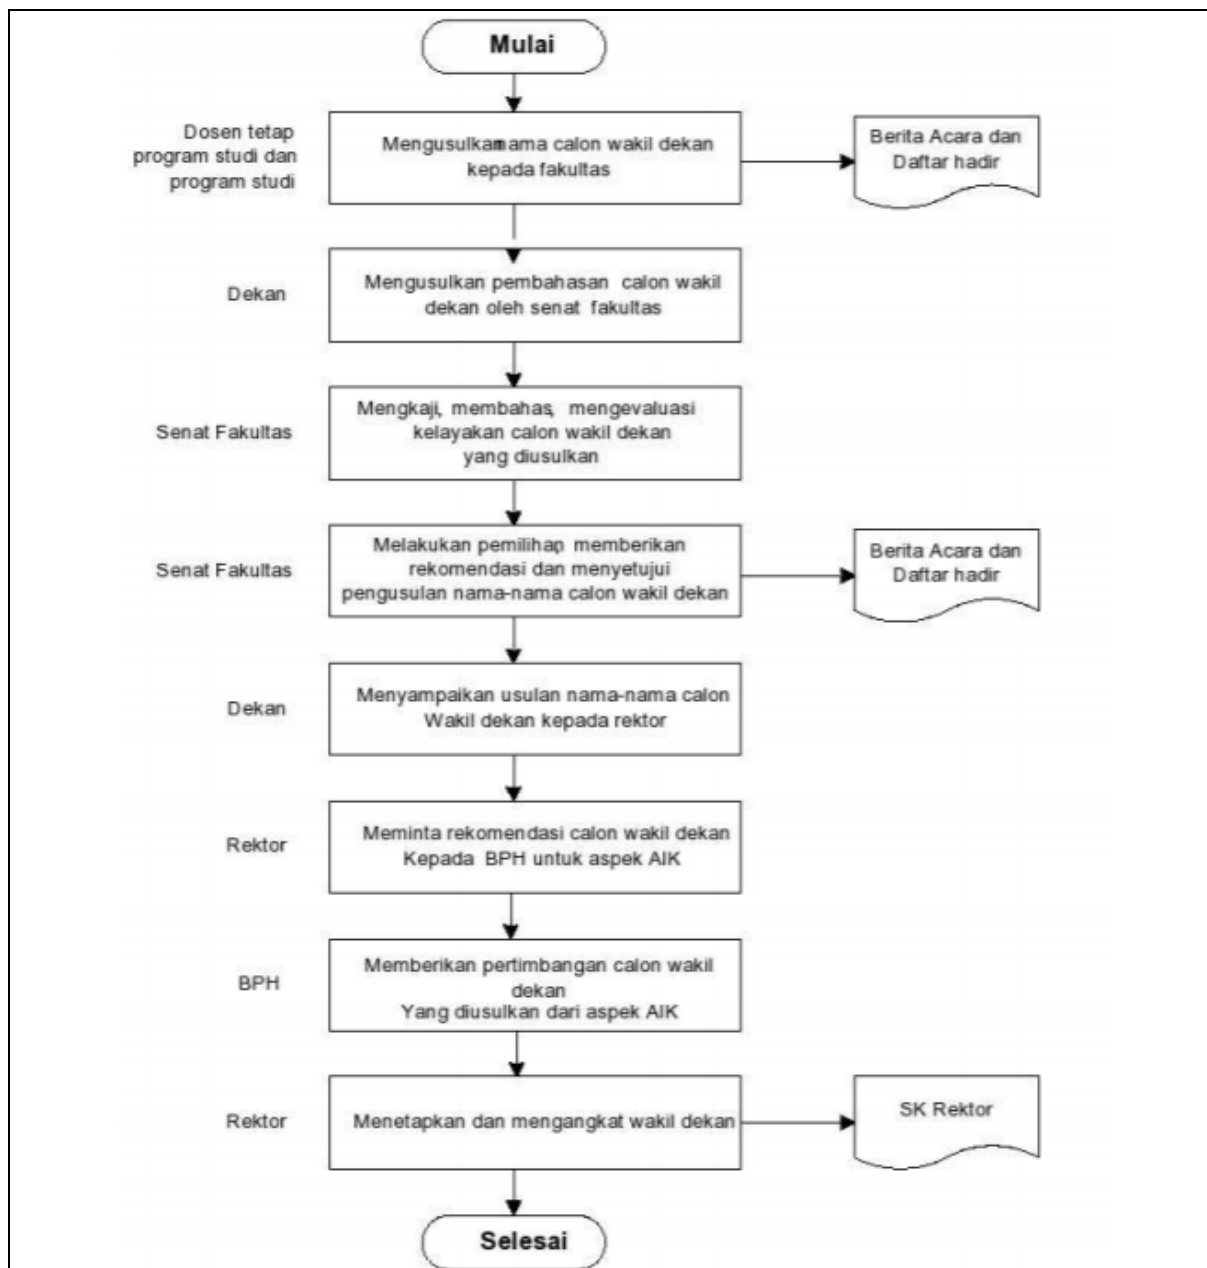 Mulai
Dosen tetap
program studi dan
program studi
Mengusulkamama calon wakil dekan
kepada fakultas
Berita Acara dan
Daftar hadir
Dekan
Mengusulkan pembahasan calon wakil
dekan oleh senat fakultas
Senat Fakultas
Mengkaji, membahas, mengevaluasi
kelayakan calon wakil dekan
yang diusulkan
Senat Fakultas
Melakukan pemilihap memberikan
rekomendasi dan menyetujui
pengusulan nama-nama calon wakil dekan
Berita Acara dan
Daftar hadir
Dekan
Menyampaikan usulan nama-nama calon
Wakil dekan kepada rektor
Rektor
Meminta rekomendasi calon wakil dekan
Kepada BPH untuk aspek AIK
BPH
Memberikan pertimbangan calon wakil
dekan
Yang diusulkan dari aspek AIK
Rektor
Menetapkan dan mengangkat wakil dekan
SK Rektor
Selesai